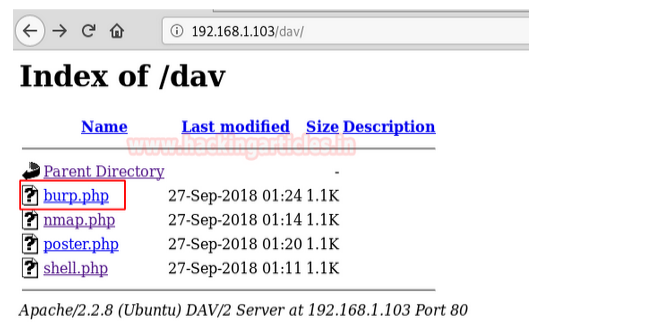 192.168.1.103/dav/
Index of /dav
Name Last modified Size Description
www.hackingarticles.in
Parent Directory -
burp.php 27-Sep-2018 01:24 1.1K
nmap.php 27-Sep-2018 01:14 1.1K
poster.php 27-Sep-2018 01:20 1.1K
shell.php 27-Sep-2018 01:11 1.1K
Apache/2.2.8 (Ubuntu) DAV/2 Server at 192.168.1.103 Port 80